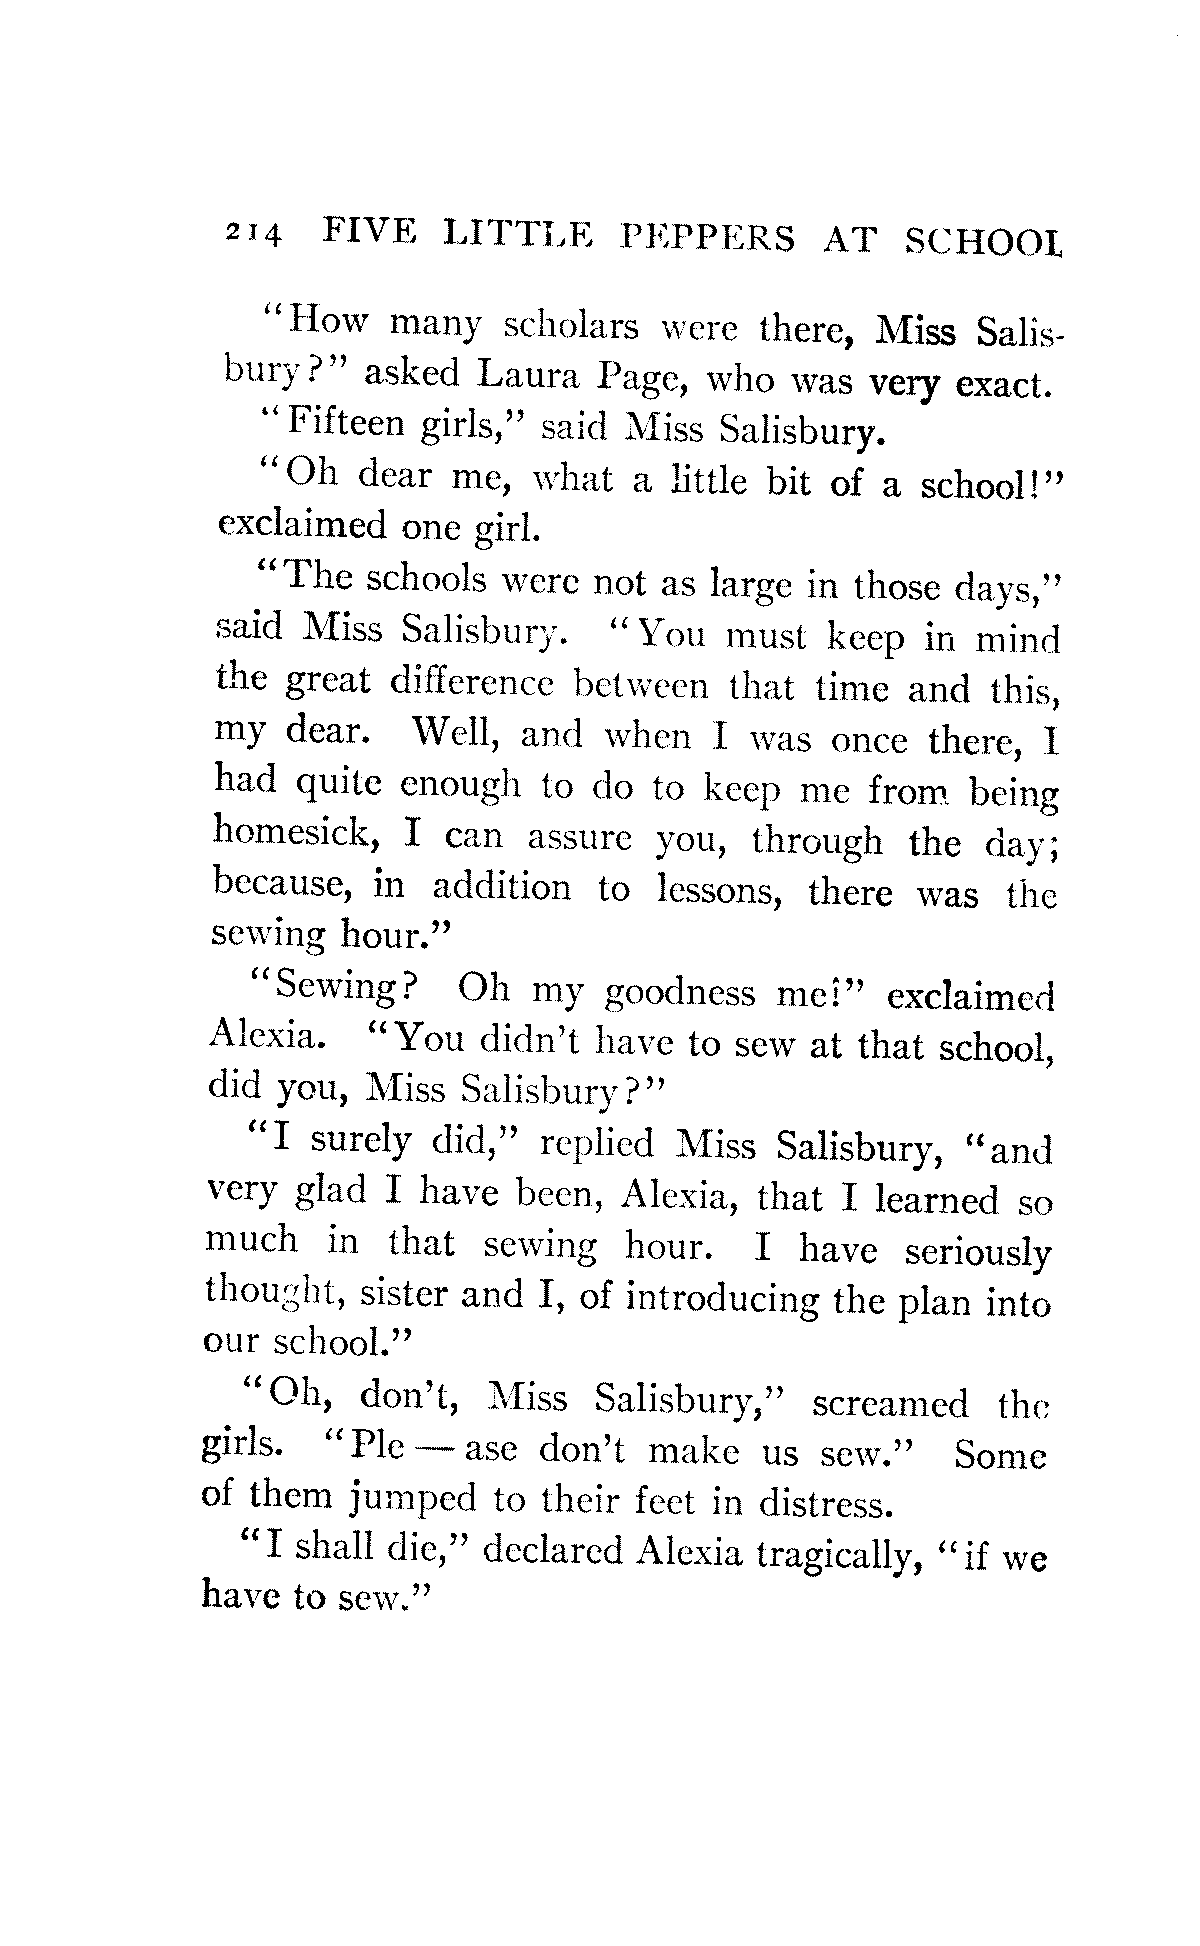 214 FIVE LITTLE PEPPERS AT SCHOOL
"How many scholars were there, Miss Salis-
bury?" asked Laura Page, who was very exact.
"Fifteen girls," said Miss Salisbury.
"Oh dear me, what a little bit of a school!"
exclaimed one girl.
"The schools were not as large in those days,"
said Miss Salisbury. "You must keep in mind
the great difference between that time and this,
my dear. Well, and when I was once there, I
had quite enough to do to keep me from being
homesick, I can assure you, through the day;
because, in addition to lessons, there was the
sewing hour."
"Sewing? Oh my goodness me!" exclaimed
Alexia. "You didn't have to sew at that school,
did you, Miss Salisbury?"
"I surely did," replied Miss Salisbury, "and
very glad I have been, Alexia, that I learned so
much in that sewing hour. I have seriously
thought, sister and I, of introducing the plan into
our school."
"Oh, don't, Miss Salisbury," screamed the
girls. "Ple — ase don't make us sew." Some
of them jumped to their feet in distress.
"I shall die," declared Alexia tragically, "if we
have to sew."